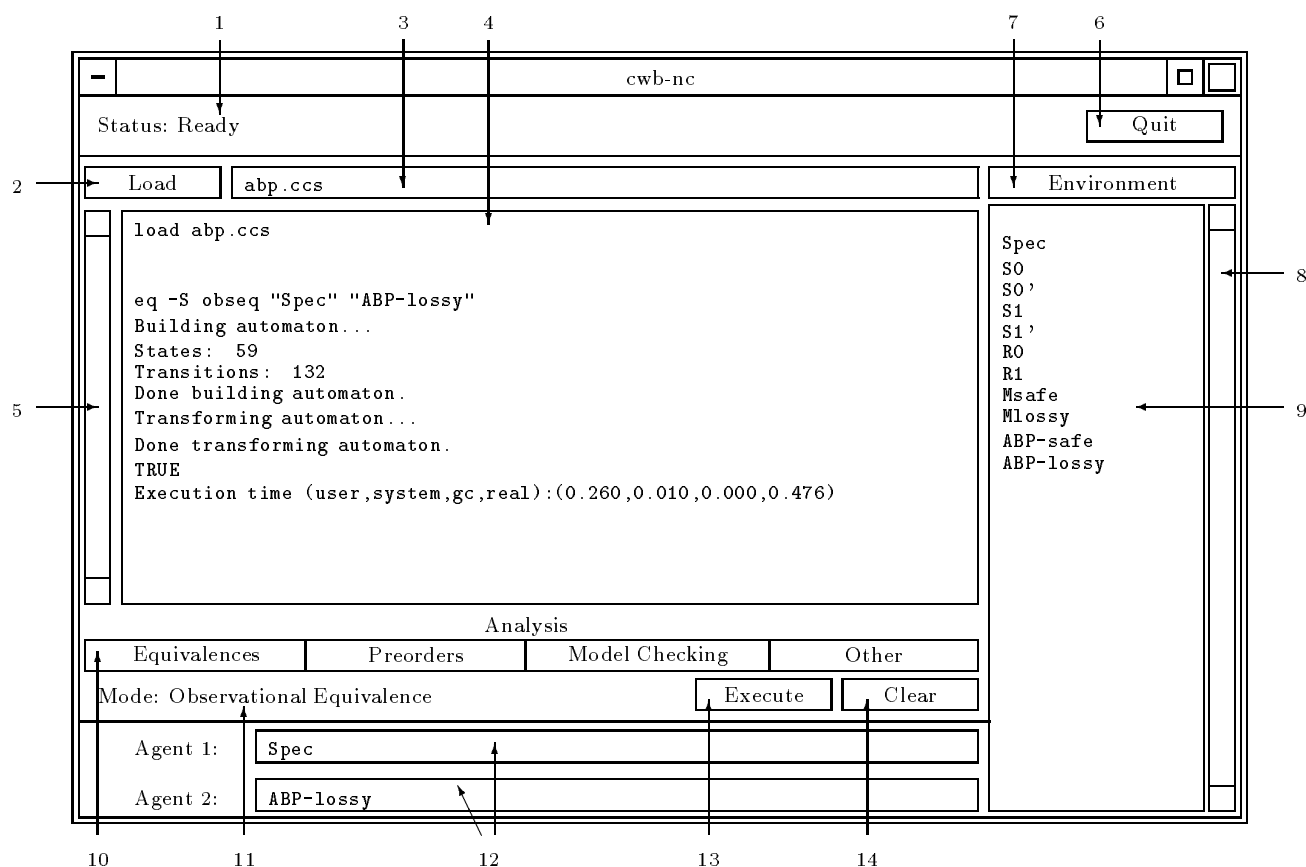 1 3 4 7 6
cwb-nc
Status: Ready
Quit
2
Load
abp.ccs
Environment
load abp.ccs
eq -S obseq "Spec" "ABP-lossy"
Building automaton...
States: 59
Transitions: 132
Done building automaton.
Transforming automaton...
Done transforming automaton.
TRUE
Execution time (user,system,gc,real):(0.260,0.010,0.000,0.476)
5
Spec
S0
S0'
S1
S1'
R0
R1
Msafe
Mlossy
ABP-safe
ABP-lossy
8
9
Analysis
Equivalences Preorders Model Checking Other
Mode: Observational Equivalence
Execute
Clear
Agent 1: Spec
Agent 2: ABP-lossy
10 11 12 13 14